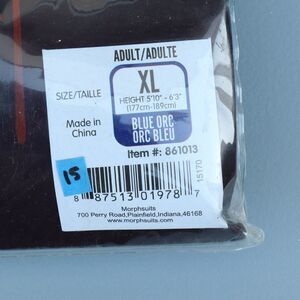 ADULT/ADULTE
SIZE/TAILLE
XL
HEIGHT 5'10" - 6'3"
(177cm-189cm)
Made in
China
BLUE ORC
ORC BLEU
Item #: 861013
15170
15
8 87513 01978 7
Morphsuits
700 Perry Road,Plainfield,Indiana,46168
www.morphsuits.com